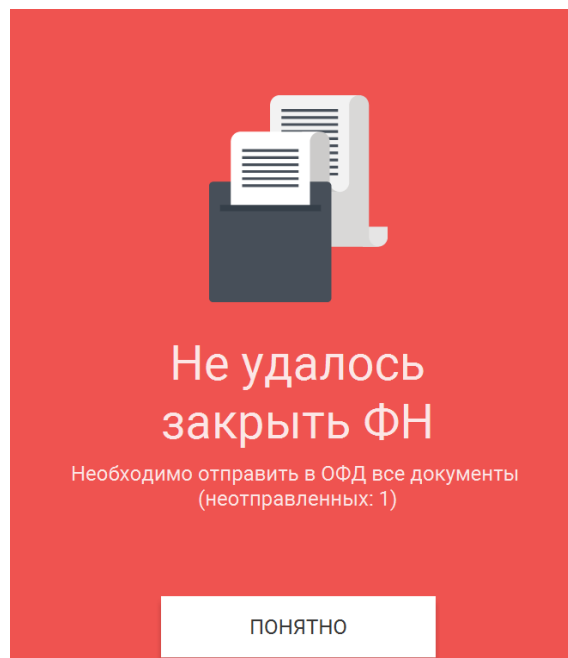 Не удалось
закрыть ФН
Необходимо отправить в ОФД все документы
(неотправленных: 1)
ПОНЯТНО